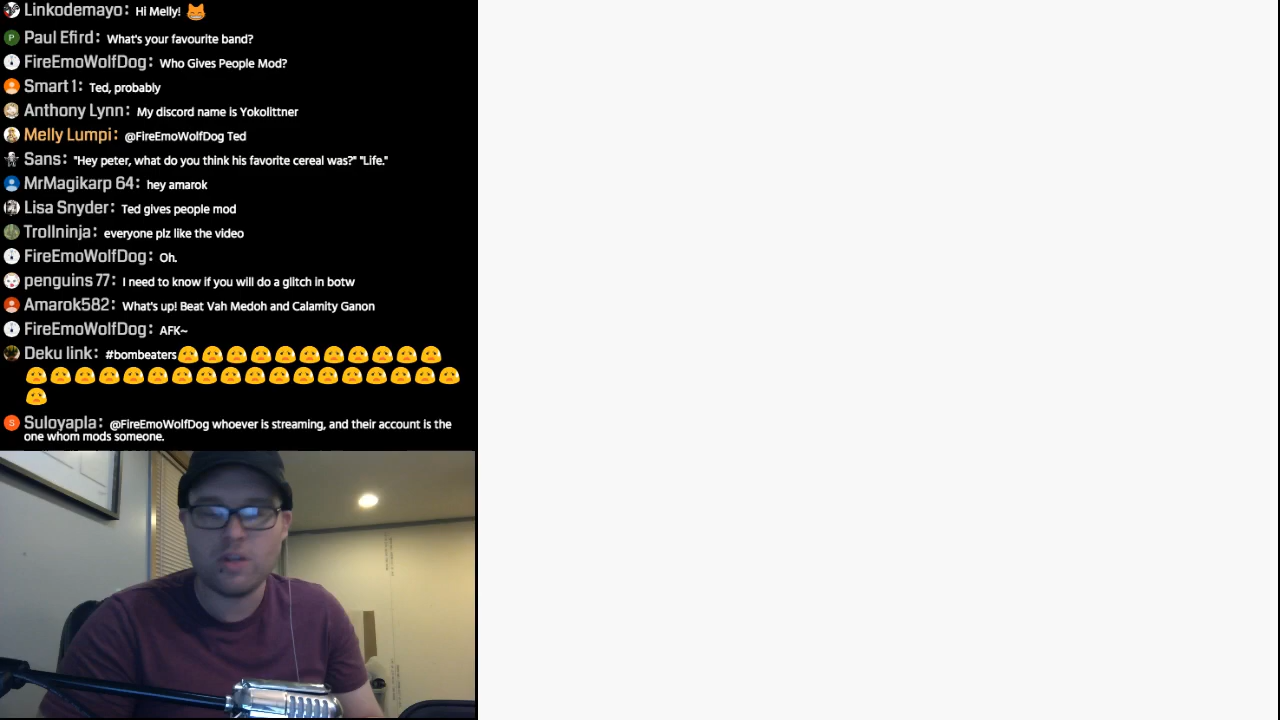 Linkodemayo: Hi Melly! 😸
Paul Efird: What's your favourite band?
FireEmoWolfDog: Who Gives People Mod?
Smart 1: Ted, probably
Anthony Lynn: My discord name is Yokolittner
Melly Lumpi: @FireEmoWolfDog Ted
Sans: "Hey peter, what do you think his favorite cereal was?" "Life."
MrMagikarp 64: hey amarok
Lisa Snyder: Ted gives people mod
Trollninja: everyone plz like the video
FireEmoWolfDog: Oh.
penguins 77: I need to know if you will do a glitch in botw
Amarok582: What's up! Beat Vah Medoh and Calamity Ganon
FireEmoWolfDog: AFK~
Deku link: #bombeaters
Suloyapla: @FireEmoWolfDog whoever is streaming, and their account is the
one whom mods someone.